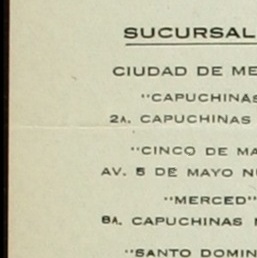 SUCURSAL
CIUDAD DE ME
"CAPUCHINAS
2A. CAPUCHINAS
"CINCO DE MA
AV. 5 DE MAYO NU
"MERCED"
8A. CAPUCHINAS
"SANTO DOMIN